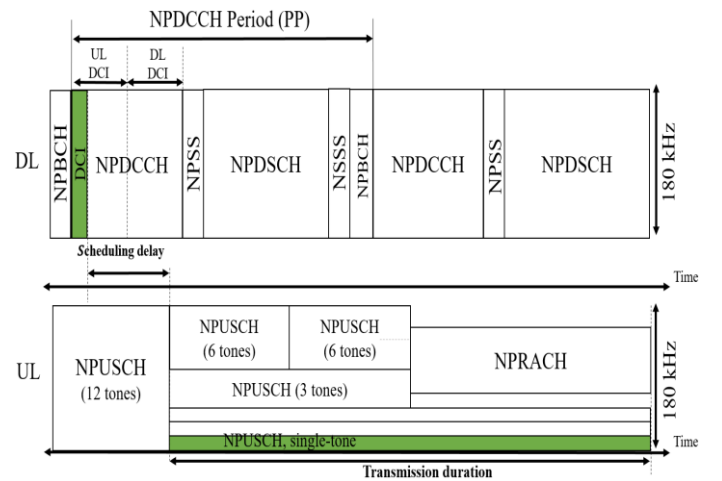 NPDCCH Period (PP)
UL
DCI
DL
DCI
DL
NPBCH
DCI
NPDCCH
NPSS
NPDSCH
NSSS
NPBCH
NPDCCH
NPSS
NPDSCH
180 kHz
Scheduling delay
Time
UL
NPUSCH
(12 tones)
NPUSCH
(6 tones)
NPUSCH
(6 tones)
NPUSCH (3 tones)
NPRACH
180 kHz
NPUSCH, single-tone
Time
Transmission duration